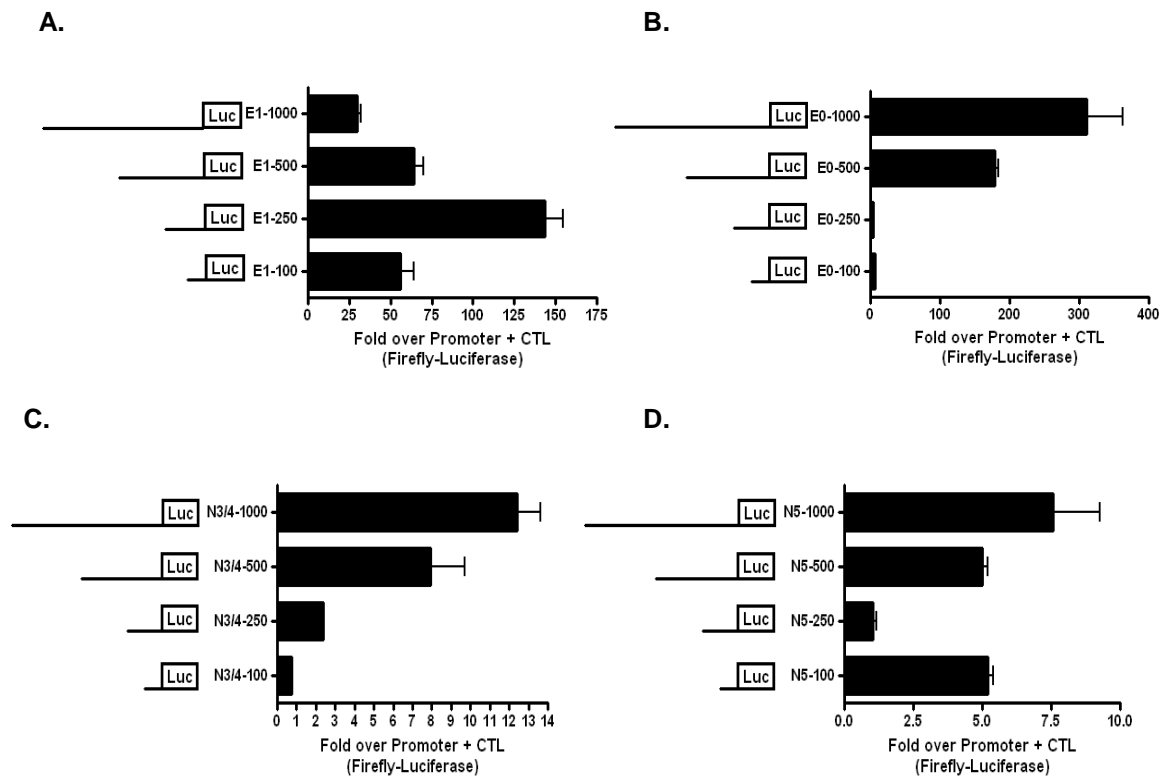 A.
Luc E1-1000
Luc E1-500
Luc E1-250
Luc E1-100
0 25 50 75 100 125 150 175
Fold over Promoter + CTL
(Firefly-Luciferase)
B.
Luc E0-1000
Luc E0-500
Luc E0-250
Luc E0-100
0 100 200 300 400
Fold over Promoter + CTL
(Firefly-Luciferase)
C.
Luc N3/4-1000
Luc N3/4-500
Luc N3/4-250
Luc N3/4-100
0 1 2 3 4 5 6 7 8 9 10 11 12 13 14
Fold over Promoter + CTL
(Firefly-Luciferase)
D.
Luc N5-1000
Luc N5-500
Luc N5-250
Luc N5-100
0.0 2.5 5.0 7.5 10.0
Fold over Promoter + CTL
(Firefly-Luciferase)